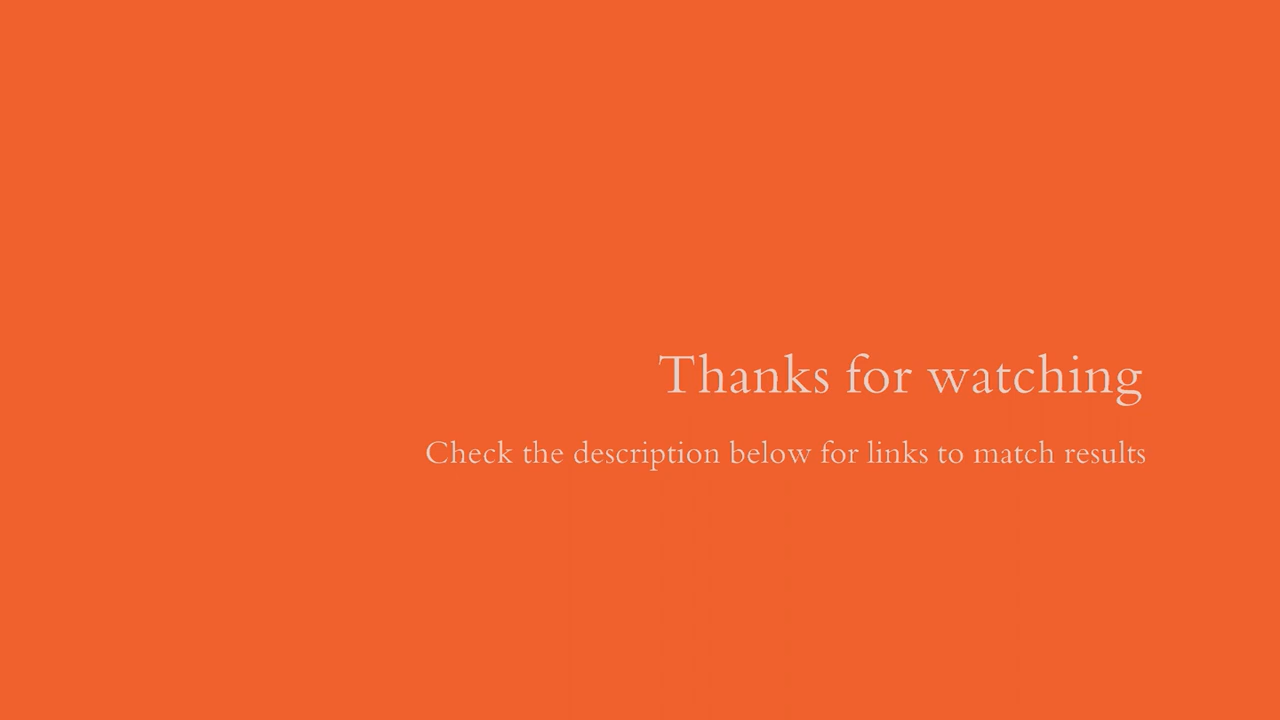 Thanks for watching
Check the description below for links to match results